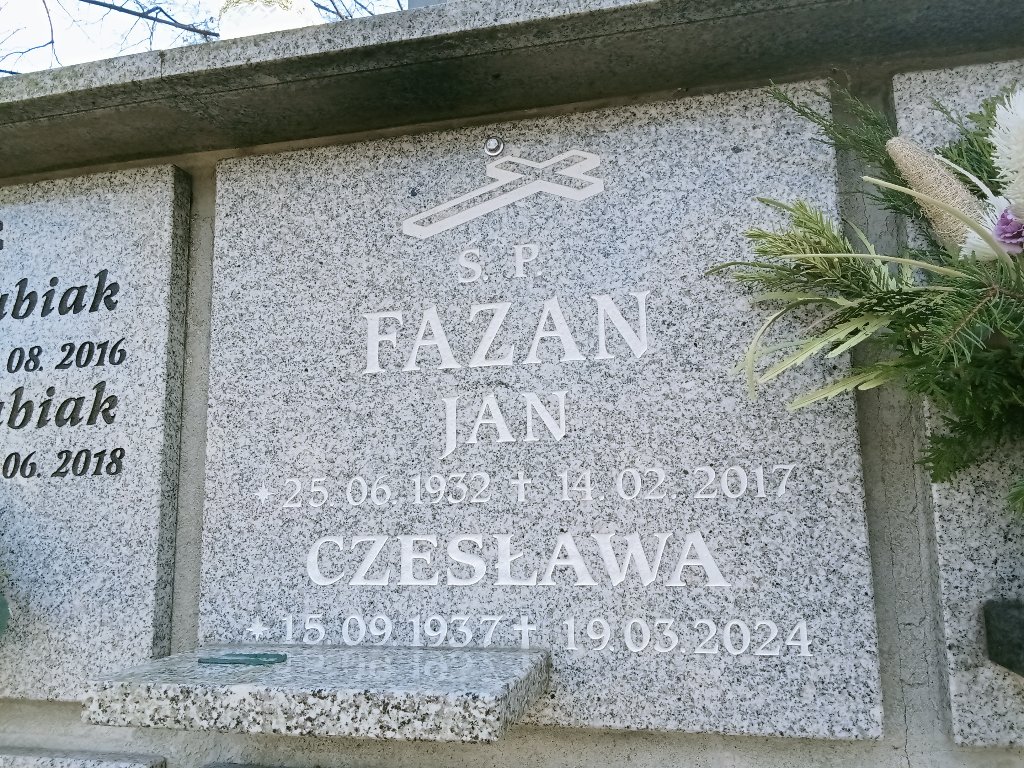 ubiak
08. 2016
ubiak
06. 2018
Ś. P.
FAZAN
JAN
* 25. 06. 1932 ✝ 14. 02. 2017
CZESŁAWA
* 15 09. 1937 ✝ 19.03.2024